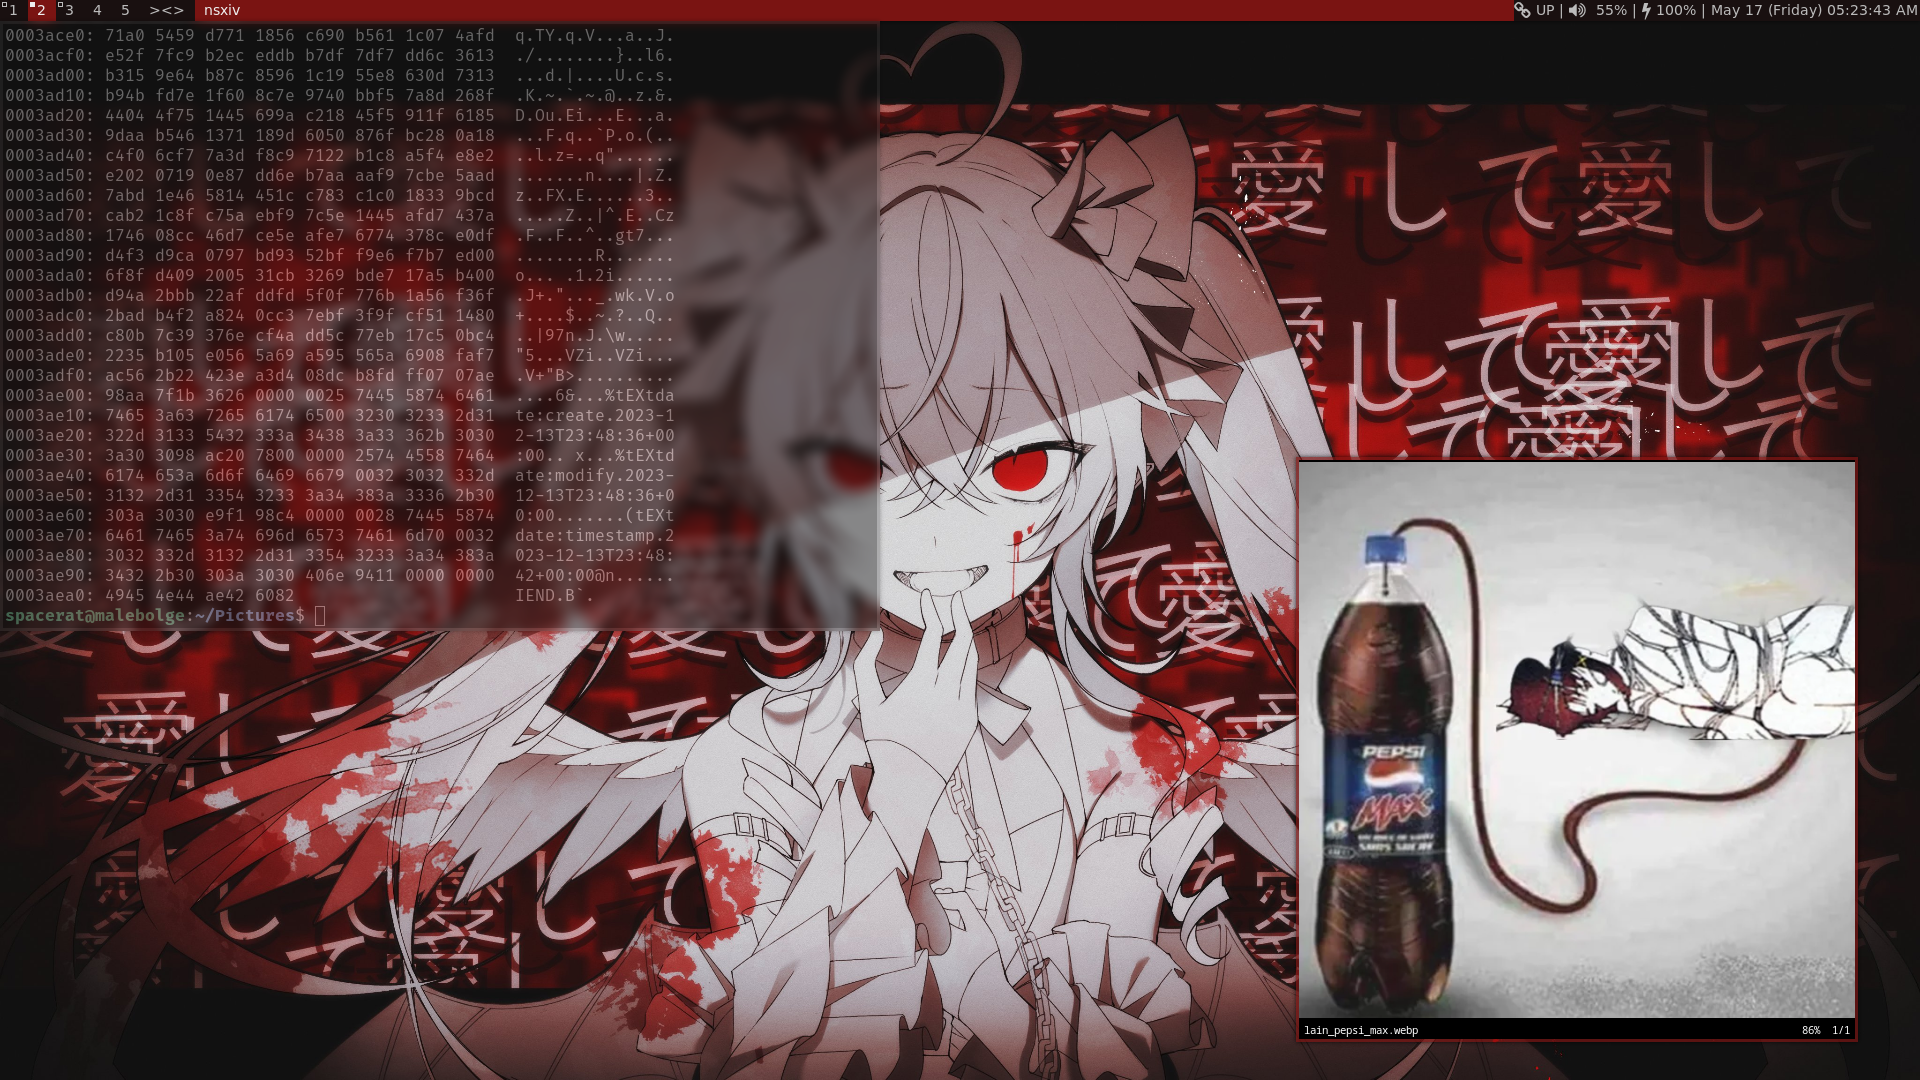 1 2 3 4 5 ><> nsxiv UP | 55% | 100% | May 17 (Friday) 05:23:43 AM
0003ace0: 71a0 5459 d771 1856 c690 b561 1c07 4afd  q.TY.q.V...a..J.
0003acf0: e52f 7fc9 b2ec eddb b7df 7df7 dd6c 3613  ./........}..l6.
0003ad00: b315 9e64 b87c 8596 1c19 55e8 630d 7313  ...d.|....U.c.s.
0003ad10: b94b fd7e 1f60 8c7e 9740 bbf5 7a8d 268f  .K.~.`.~.@..z.&.
0003ad20: 4404 4f75 1445 699a c218 45f5 911f 6185  D.Ou.Ei...E...a.
0003ad30: 9daa b546 1371 189d 6050 876f bc28 0a18  ...F.q..`P.o.(..
0003ad40: c4f0 6cf7 7a3d f8c9 7122 b1c8 a5f4 e8e2  ..l.z=..q"......
0003ad50: e202 0719 0e87 dd6e b7aa aaf9 7cbe 5aad  .......n....|.Z.
0003ad60: 7abd 1e46 5814 451c c783 c1c0 1833 9bcd  z..FX.E......3..
0003ad70: cab2 1c8f c75a ebf9 7c5e 1445 afd7 437a  .....Z..|^.E..Cz
0003ad80: 1746 08cc 46d7 ce5e afe7 6774 378c e0df  .F..F..^..gt7...
0003ad90: d4f3 d9ca 0797 bd93 52bf f9e6 f7b7 ed00  ........R.......
0003ada0: 6f8f d409 2005 31cb 3269 bde7 17a5 b400  o... .1.2i......
0003adb0: d94a 2bbb 22af ddfd 5f0f 776b 1a56 f36f  .J+."..._.wk.V.o
0003adc0: 2bad b4f2 a824 0cc3 7ebf 3f9f cf51 1480  +....$..~.?..Q..
0003add0: c80b 7c39 376e cf4a dd5c 77eb 17c5 0bc4  ..|97n.J.\w.....
0003ade0: 2235 b105 e056 5a69 a595 565a 6908 faf7  "5...VZi..VZi...
0003adf0: ac56 2b22 423e a3d4 08dc b8fd ff07 07ae  .V+"B>..........
0003ae00: 98aa 7f1b 3626 0000 0025 7445 5874 6461  ....6&...%tEXtda
0003ae10: 7465 3a63 7265 6174 6500 3230 3233 2d31  te:create.2023-1
0003ae20: 322d 3133 5432 333a 3438 3a33 362b 3030  2-13T23:48:36+00
0003ae30: 3a30 3098 ac20 7800 0000 2574 4558 7464  :00.. x...%tEXtd
0003ae40: 6174 653a 6d6f 6469 6679 0032 3032 332d  ate:modify.2023-
0003ae50: 3132 2d31 3354 3233 3a34 383a 3336 2b30  12-13T23:48:36+0
0003ae60: 303a 3030 e9f1 98c4 0000 0028 7445 5874  0:00.......(tEXt
0003ae70: 6461 7465 3a74 696d 6573 7461 6d70 0032  date:timestamp.2
0003ae80: 3032 332d 3132 2d31 3354 3233 3a34 383a  023-12-13T23:48:
0003ae90: 3432 2b30 303a 3030 406e 9411 0000 0000  42+00:00@n......
0003aea0: 4945 4e44 ae42 6082  IEND.B`.
spacerat@malebolge:~/Pictures$
て愛して愛して
愛して愛して
して愛して
PEPSI
MAX
lain_pepsi_max.webp 86% 1/1